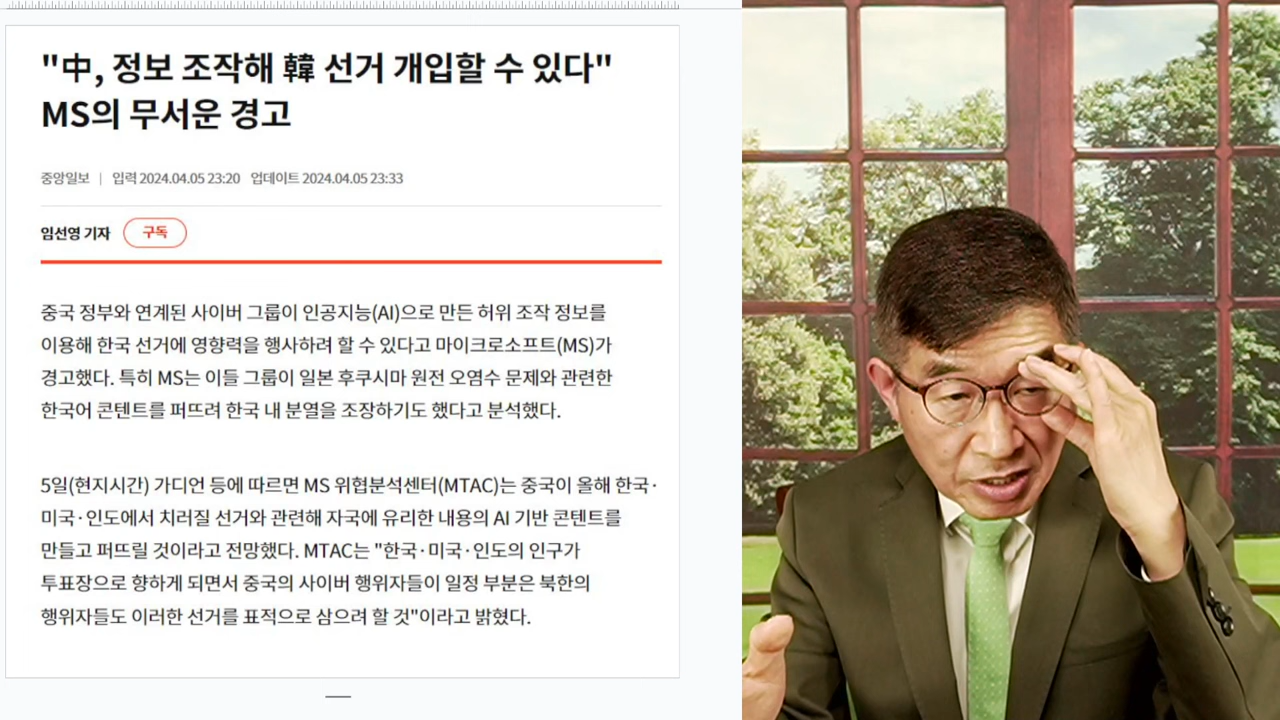 "中, 정보 조작해 韓 선거 개입할 수 있다"
MS의 무서운 경고
중앙일보 | 입력 2024.04.05 23:20 업데이트 2024.04.05 23:33
임선영 기자 구독
중국 정부와 연계된 사이버 그룹이 인공지능(AI)으로 만든 허위 조작 정보를
이용해 한국 선거에 영향력을 행사하려 할 수 있다고 마이크로소프트(MS)가
경고했다. 특히 MS는 이들 그룹이 일본 후쿠시마 원전 오염수 문제와 관련한
한국어 콘텐트를 퍼뜨려 한국 내 분열을 조장하기도 했다고 분석했다.
5일(현지시간) 가디언 등에 따르면 MS 위협분석센터(MTAC)는 중국이 올해 한국·
미국·인도에서 치러질 선거와 관련해 자국에 유리한 내용의 AI 기반 콘텐트를
만들고 퍼뜨릴 것이라고 전망했다. MTAC는 "한국·미국·인도의 인구가
투표장으로 향하게 되면서 중국의 사이버 행위자들이 일정 부분은 북한의
행위자들도 이러한 선거를 표적으로 삼으려 할 것"이라고 밝혔다.